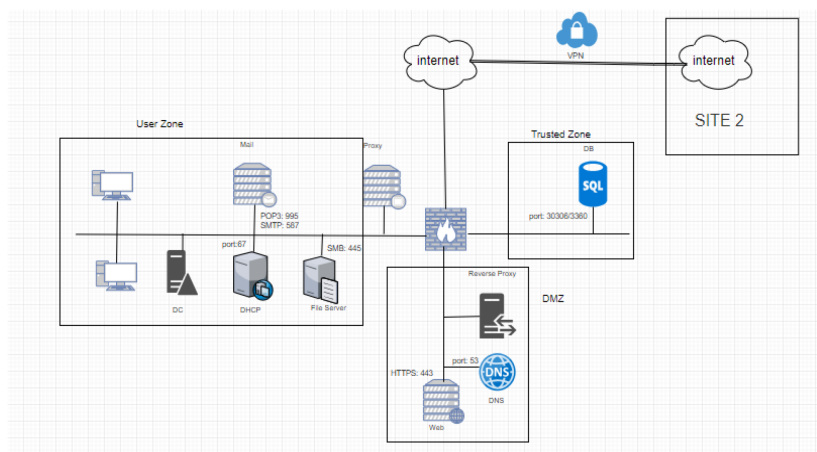 internet
VPN
internet
SITE 2
User Zone
Mail
Proxy
Trusted Zone
DB
SQL
POP3: 995
SMTP: 587
port: 30306/3360
port:67
SMB: 445
DC
DHCP
File Server
Reverse Proxy
DMZ
port: 53
HTTPS: 443
DNS
DNS
Web